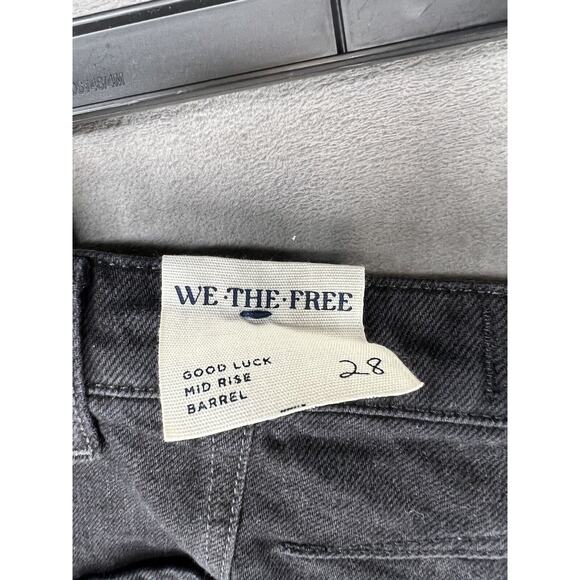 WE·THE·FREE
GOOD LUCK
MID RISE
BARREL
28